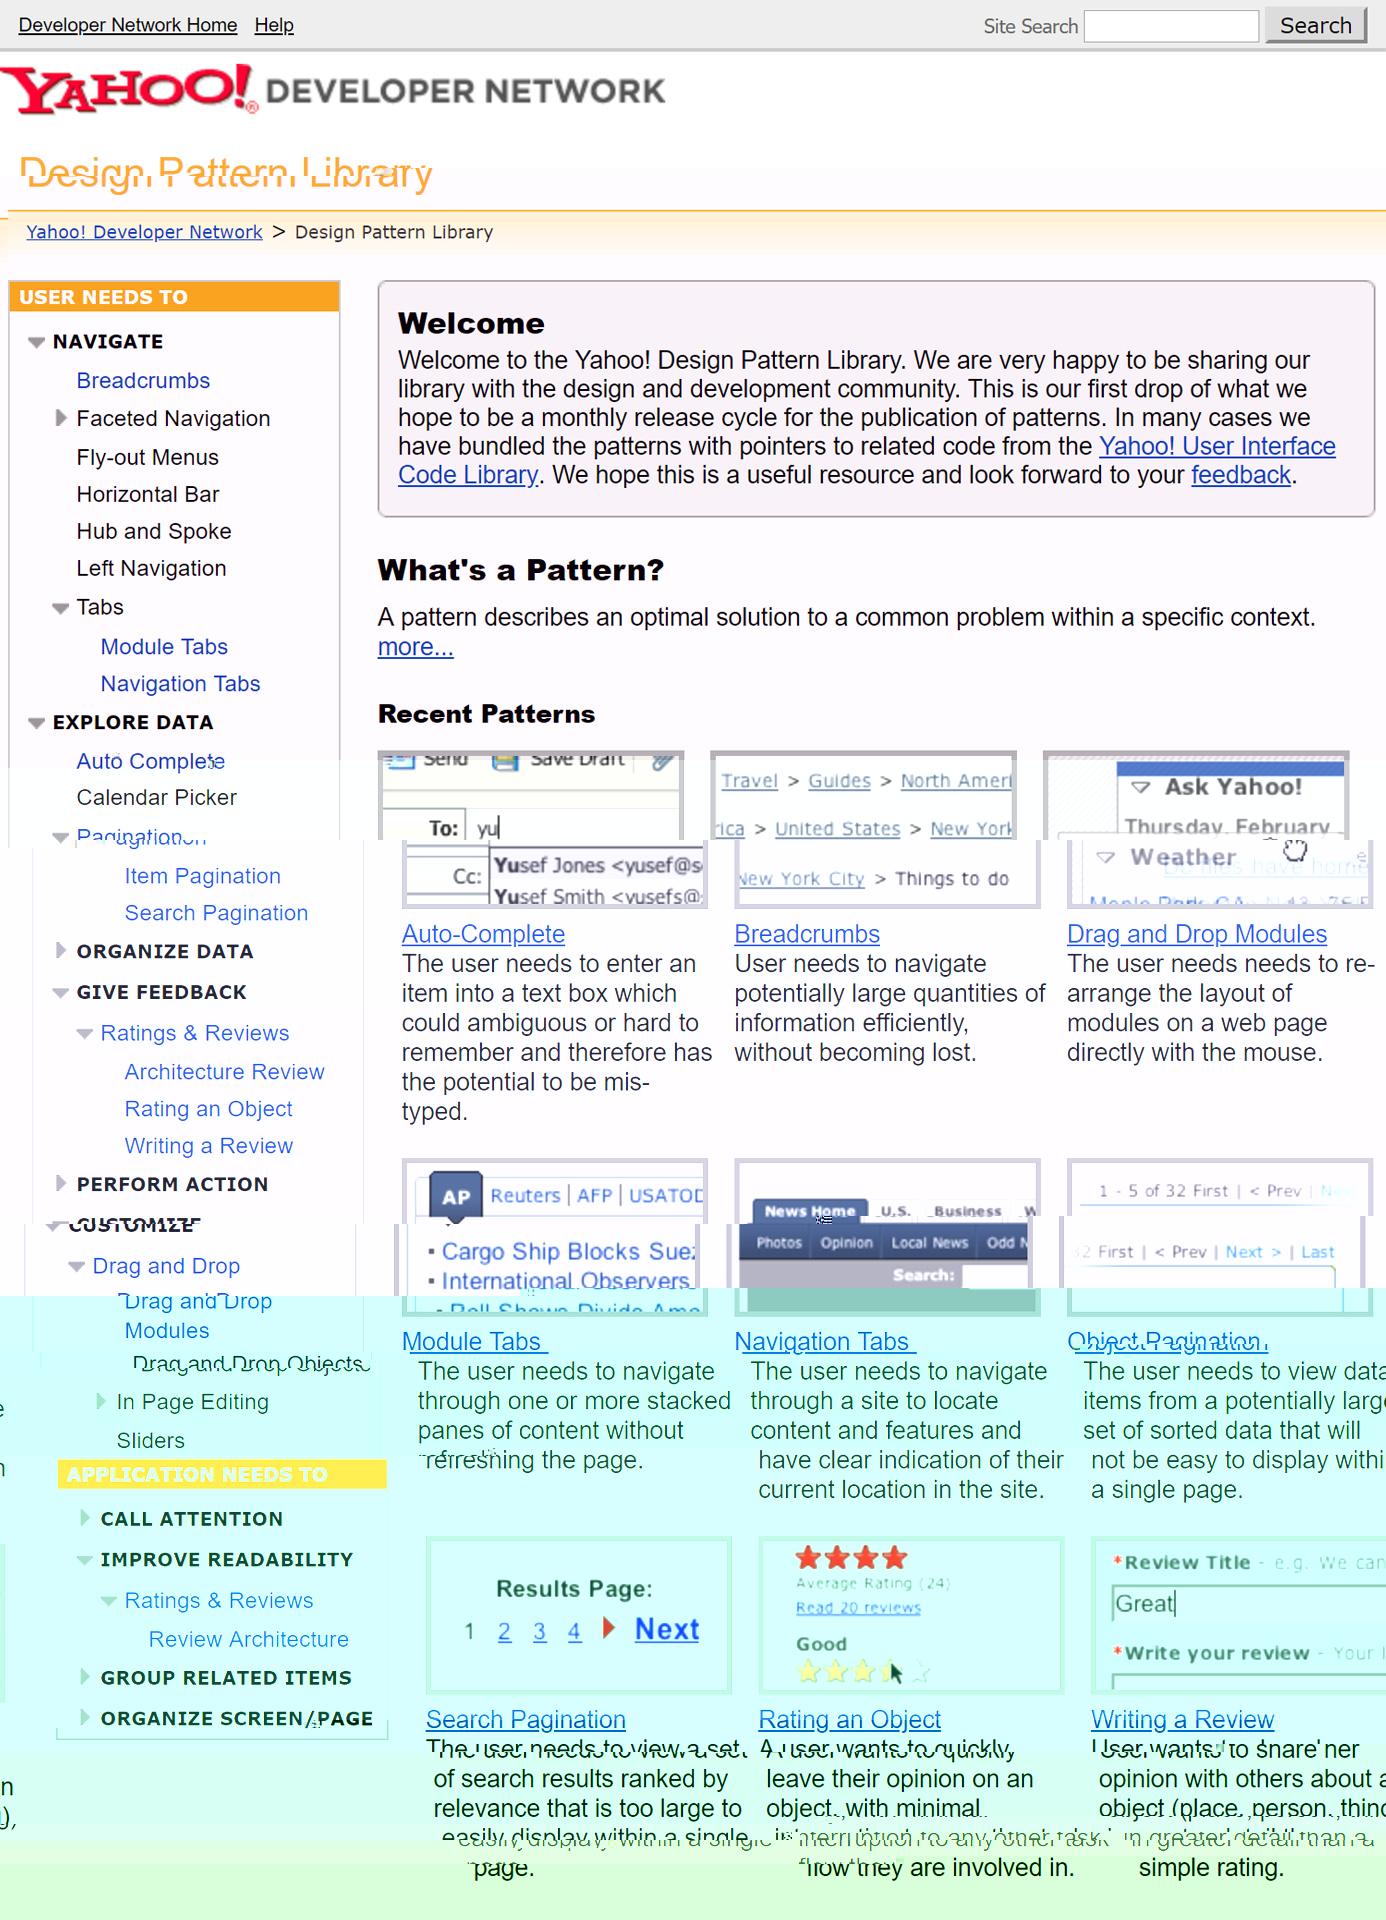 Developer Network Home Help
Site Search Search
YAHOO!® DEVELOPER NETWORK
Design Pattern Library
Yahoo! Developer Network > Design Pattern Library
USER NEEDS TO
NAVIGATE
Breadcrumbs
Faceted Navigation
Fly-out Menus
Horizontal Bar
Hub and Spoke
Left Navigation
Tabs
Module Tabs
Navigation Tabs
EXPLORE DATA
Auto Complete
Calendar Picker
Pagination
Item Pagination
Search Pagination
ORGANIZE DATA
GIVE FEEDBACK
Ratings & Reviews
Architecture Review
Rating an Object
Writing a Review
PERFORM ACTION
CUSTOMIZE
Drag and Drop
Drag and Drop
Modules
Drag and Drop Objects
In Page Editing
Sliders
APPLICATION NEEDS TO
CALL ATTENTION
IMPROVE READABILITY
Ratings & Reviews
Review Architecture
GROUP RELATED ITEMS
ORGANIZE SCREEN/PAGE
Welcome
Welcome to the Yahoo! Design Pattern Library. We are very happy to be sharing our
library with the design and development community. This is our first drop of what we
hope to be a monthly release cycle for the publication of patterns. In many cases we
have bundled the patterns with pointers to related code from the Yahoo! User Interface
Code Library. We hope this is a useful resource and look forward to your feedback.
What's a Pattern?
A pattern describes an optimal solution to a common problem within a specific context.
more...
Recent Patterns
Send Save Draft
To: yu
Cc: Yusef Jones <yusef@s
Yusef Smith <yusefs@
Auto-Complete
The user needs to enter an
item into a text box which
could ambiguous or hard to
remember and therefore has
the potential to be mis-
typed.
Travel > Guides > North Ameri
rica > United States > New York
New York City > Things to do
Breadcrumbs
User needs to navigate
potentially large quantities of
information efficiently,
without becoming lost.
Ask Yahoo!
Thursday, February
Weather
Drag and Drop Modules
The user needs needs to re-
arrange the layout of
modules on a web page
directly with the mouse.
AP Reuters | AFP | USATOD
Cargo Ship Blocks Suez
International Observers
Poll Shows Divide Ame
Module Tabs
The user needs to navigate
through one or more stacked
panes of content without
refreshing the page.
News Home U.S. Business W
Photos Opinion Local News Odd N
Search:
Navigation Tabs
The user needs to navigate
through a site to locate
content and features and
have clear indication of their
current location in the site.
1 - 5 of 32 First | < Prev | Nex
32 First | < Prev | Next > | Last
Object Pagination
The user needs to view data
items from a potentially large
set of sorted data that will
not be easy to display withi
a single page.
Results Page:
1 2 3 4 Next
Search Pagination
The user needs to view a set
of search results ranked by
relevance that is too large to
easily display within a single
page.
Average Rating (24)
Read 20 reviews
Good
Rating an Object
A user wants to quickly
leave their opinion on an
object, with minimal
interruption to any other task
flow they are involved in.
*Review Title - e.g. We can
Great
*Write your review - Your
Writing a Review
User wants to share her
opinion with others about a
object (place, person, thing
in greater detail than a
simple rating.